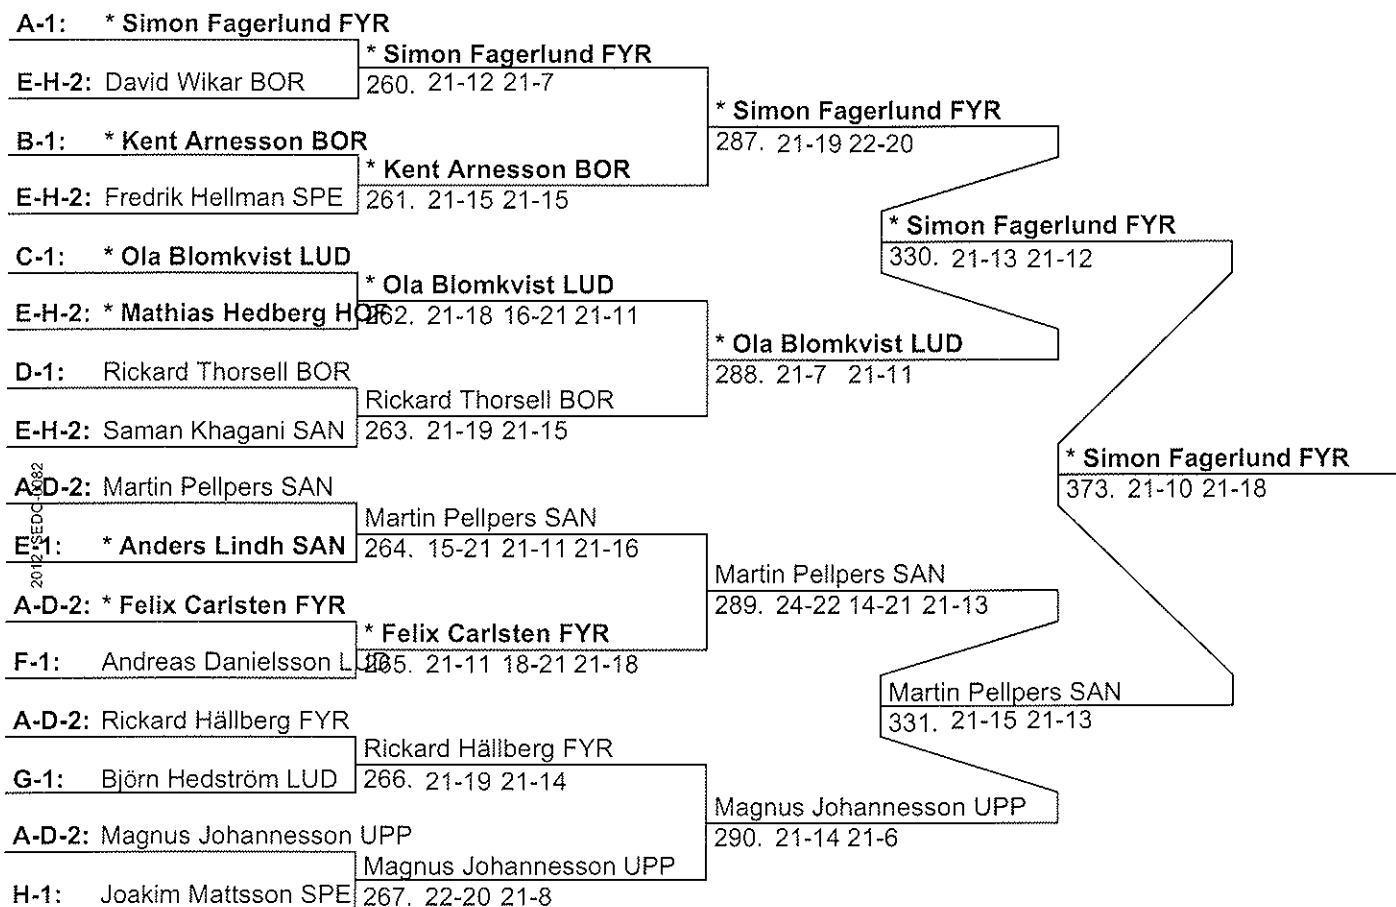 A-1: * Simon Fagerlund FYR
* Simon Fagerlund FYR
E-H-2: David Wikar BOR
260. 21-12 21-7
* Simon Fagerlund FYR
287. 21-19 22-20
B-1: * Kent Arnesson BOR
* Kent Arnesson BOR
E-H-2: Fredrik Hellman SPE
261. 21-15 21-15
* Simon Fagerlund FYR
330. 21-13 21-12
C-1: * Ola Blomkvist LUD
* Ola Blomkvist LUD
E-H-2: * Mathias Hedberg HOF
262. 21-18 16-21 21-11
* Ola Blomkvist LUD
288. 21-7 21-11
D-1: Rickard Thorsell BOR
Rickard Thorsell BOR
E-H-2: Saman Khagani SAN
263. 21-19 21-15
* Simon Fagerlund FYR
373. 21-10 21-18
A-D-2: Martin Pellpers SAN
Martin Pellpers SAN
E-1: * Anders Lindh SAN
264. 15-21 21-11 21-16
Martin Pellpers SAN
289. 24-22 14-21 21-13
A-D-2: * Felix Carlsten FYR
* Felix Carlsten FYR
F-1: Andreas Danielsson LUD
265. 21-11 18-21 21-18
Martin Pellpers SAN
331. 21-15 21-13
A-D-2: Rickard Hällberg FYR
Rickard Hällberg FYR
G-1: Björn Hedström LUD
266. 21-19 21-14
Magnus Johannesson UPP
290. 21-14 21-6
A-D-2: Magnus Johannesson UPP
Magnus Johannesson UPP
H-1: Joakim Mattsson SPE
267. 22-20 21-8